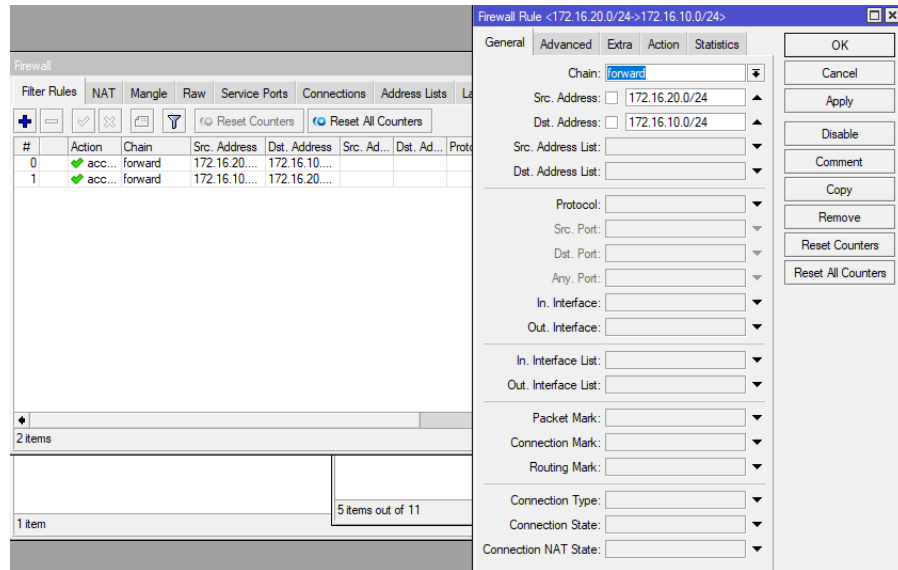 Firewall
Filter Rules NAT Mangle Raw Service Ports Connections Address Lists La
Reset Counters Reset All Counters
# Action Chain Src. Address Dst. Address Src. Ad... Dst. Ad... Proto
0 acc... forward 172.16.20.... 172.16.10....
1 acc... forward 172.16.10.... 172.16.20....
2 items
1 item
5 items out of 11
Firewall Rule <172.16.20.0/24->172.16.10.0/24>
General Advanced Extra Action Statistics
Chain: forward
Src. Address: 172.16.20.0/24
Dst. Address: 172.16.10.0/24
Src. Address List:
Dst. Address List:
Protocol:
Src. Port:
Dst. Port:
Any. Port:
In. Interface:
Out. Interface:
In. Interface List:
Out. Interface List:
Packet Mark:
Connection Mark:
Routing Mark:
Connection Type:
Connection State:
Connection NAT State:
OK
Cancel
Apply
Disable
Comment
Copy
Remove
Reset Counters
Reset All Counters